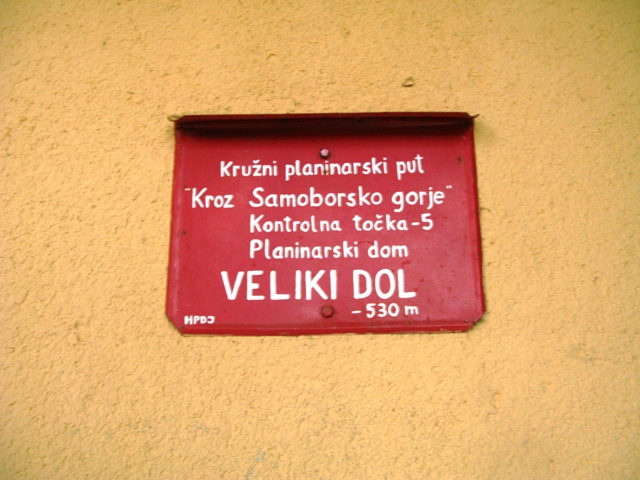 Kružni planinarski put
"Kroz Samoborsko gorje"
Kontrolna točka-5
Planinarski dom
VELIKI DOL
-530 m
HPDJ